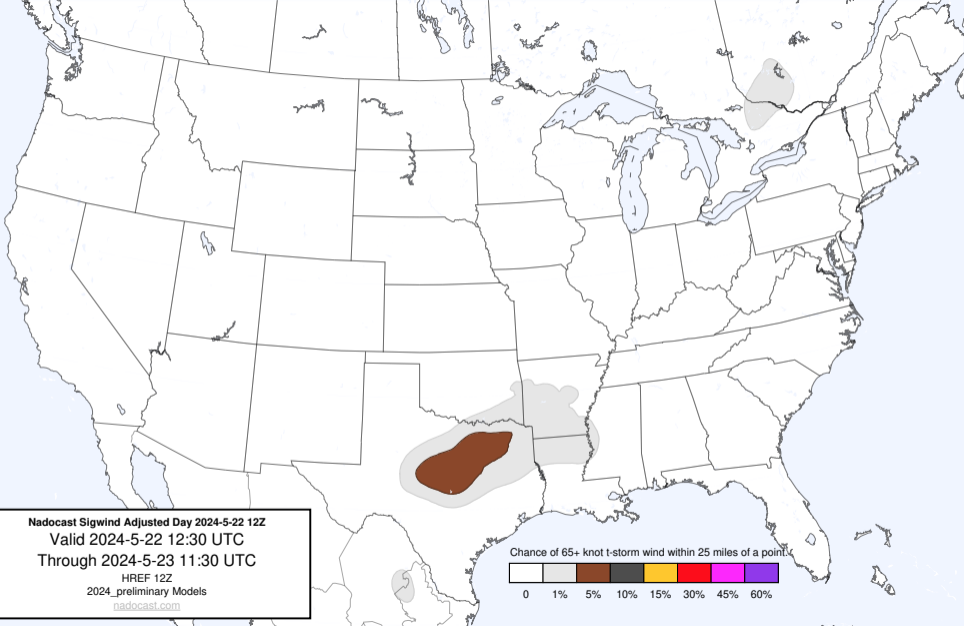 Nadocast Sigwind Adjusted Day 2024-5-22 12Z
Valid 2024-5-22 12:30 UTC
Through 2024-5-23 11:30 UTC
HREF 12Z
2024_preliminary Models
nadocast.com
Chance of 65+ knot t-storm wind within 25 miles of a point.
0 1% 5% 10% 15% 30% 45% 60%